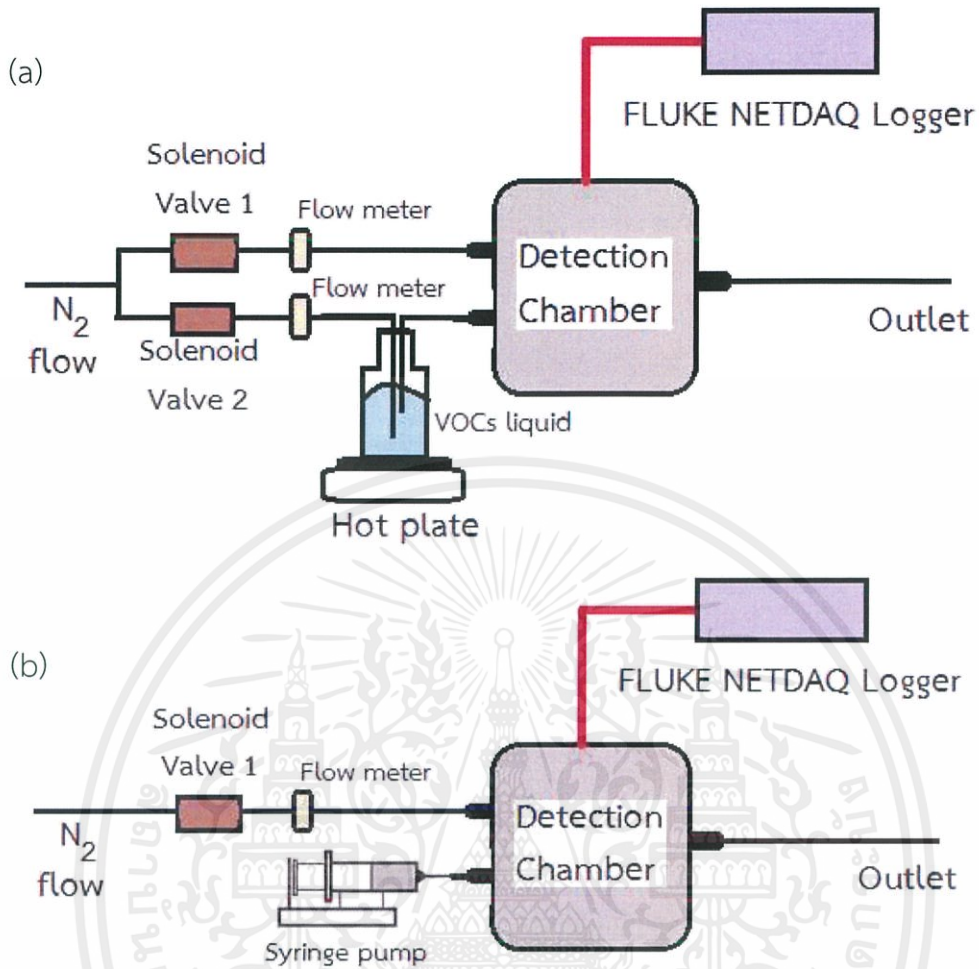 (a)
FLUKE NETDAQ Logger
Solenoid
Valve 1
Flow meter
N2
flow
Flow meter
Solenoid
Valve 2
VOCs liquid
Hot plate
Detection
Chamber
Outlet
(b)
FLUKE NETDAQ Logger
Solenoid
Valve 1
Flow meter
N2
flow
Syringe pump
Detection
Chamber
Outlet